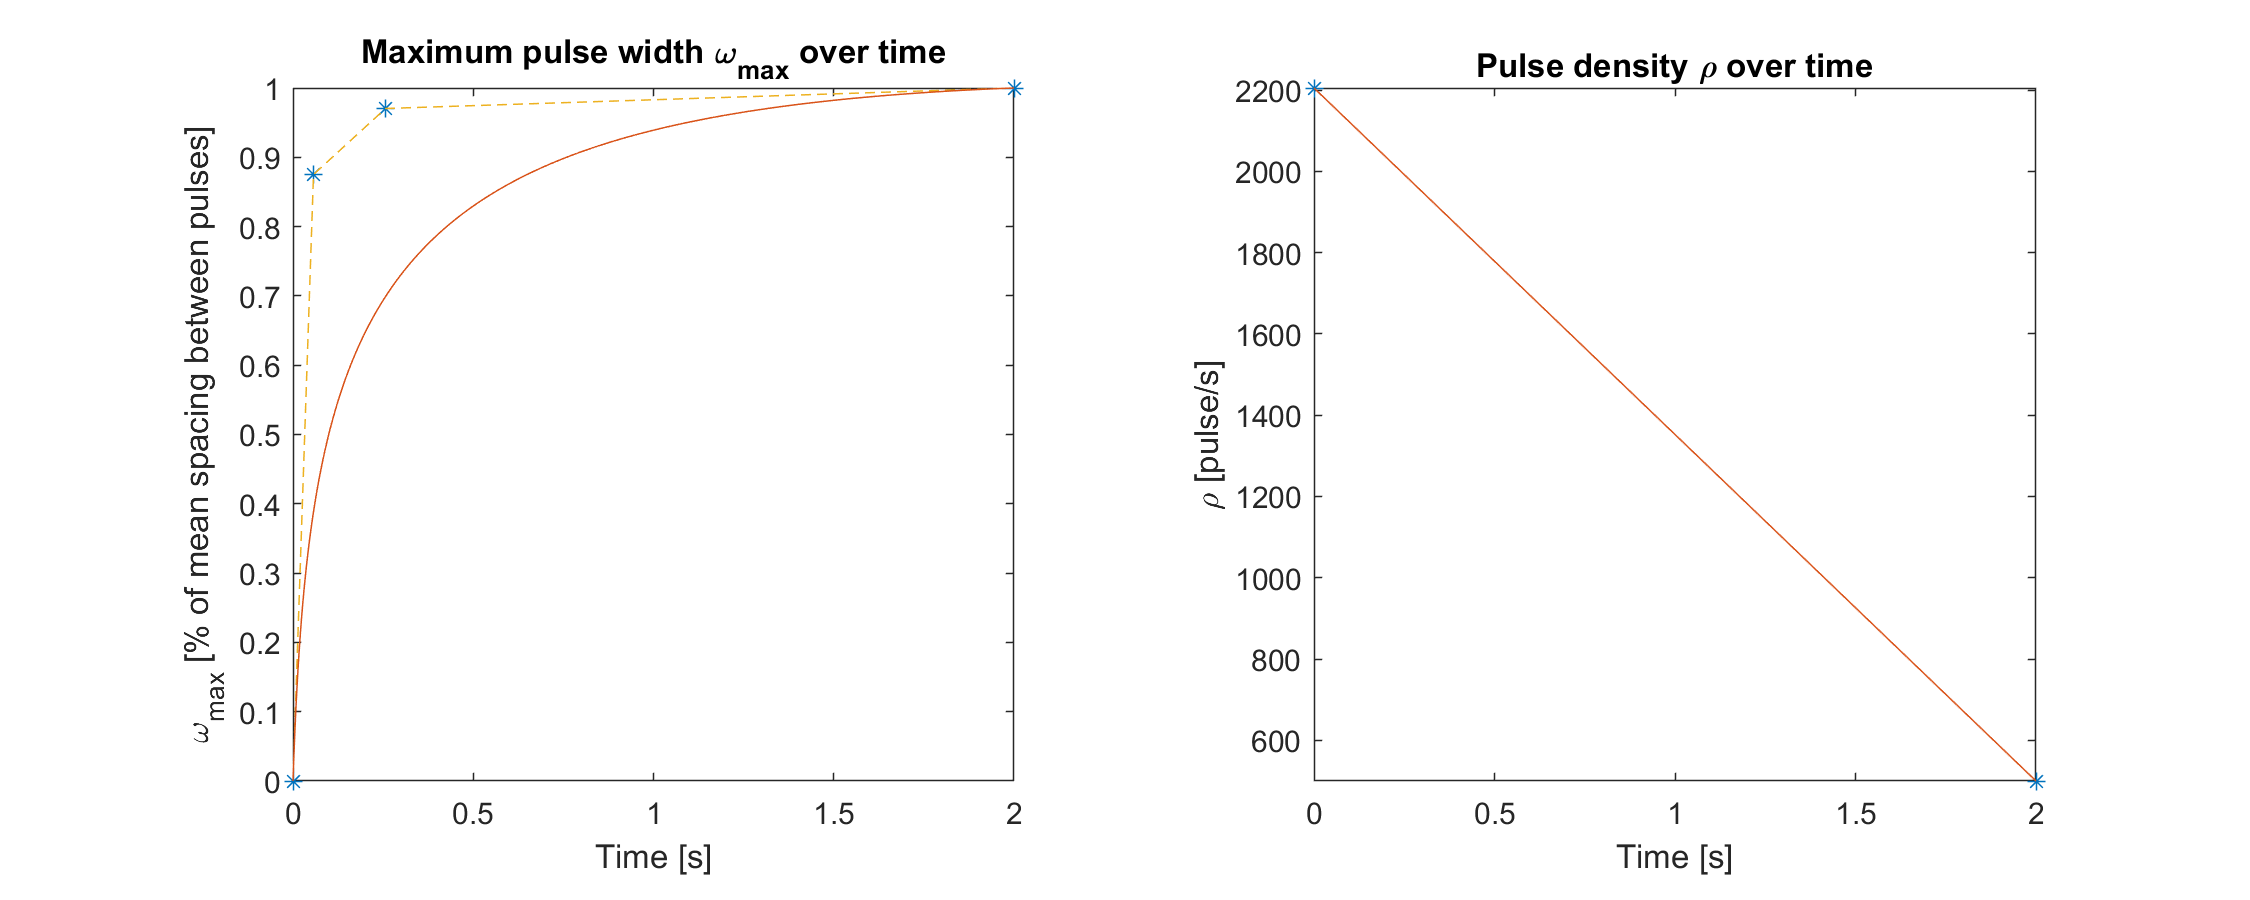 Maximum pulse width ω_max over time
1
0.9
0.8
0.7
0.6
0.5
0.4
0.3
0.2
0.1
0
ω_max [% of mean spacing between pulses]
0 0.5 1 1.5 2
Time [s]
Pulse density ρ over time
2200
2000
1800
1600
1400
1200
1000
800
600
ρ [pulse/s]
0 0.5 1 1.5 2
Time [s]